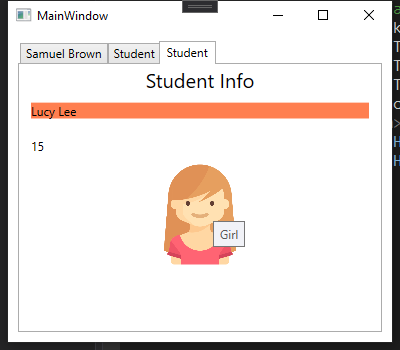 MainWindow
Samuel Brown Student Student
Student Info
Lucy Lee
15
Girl